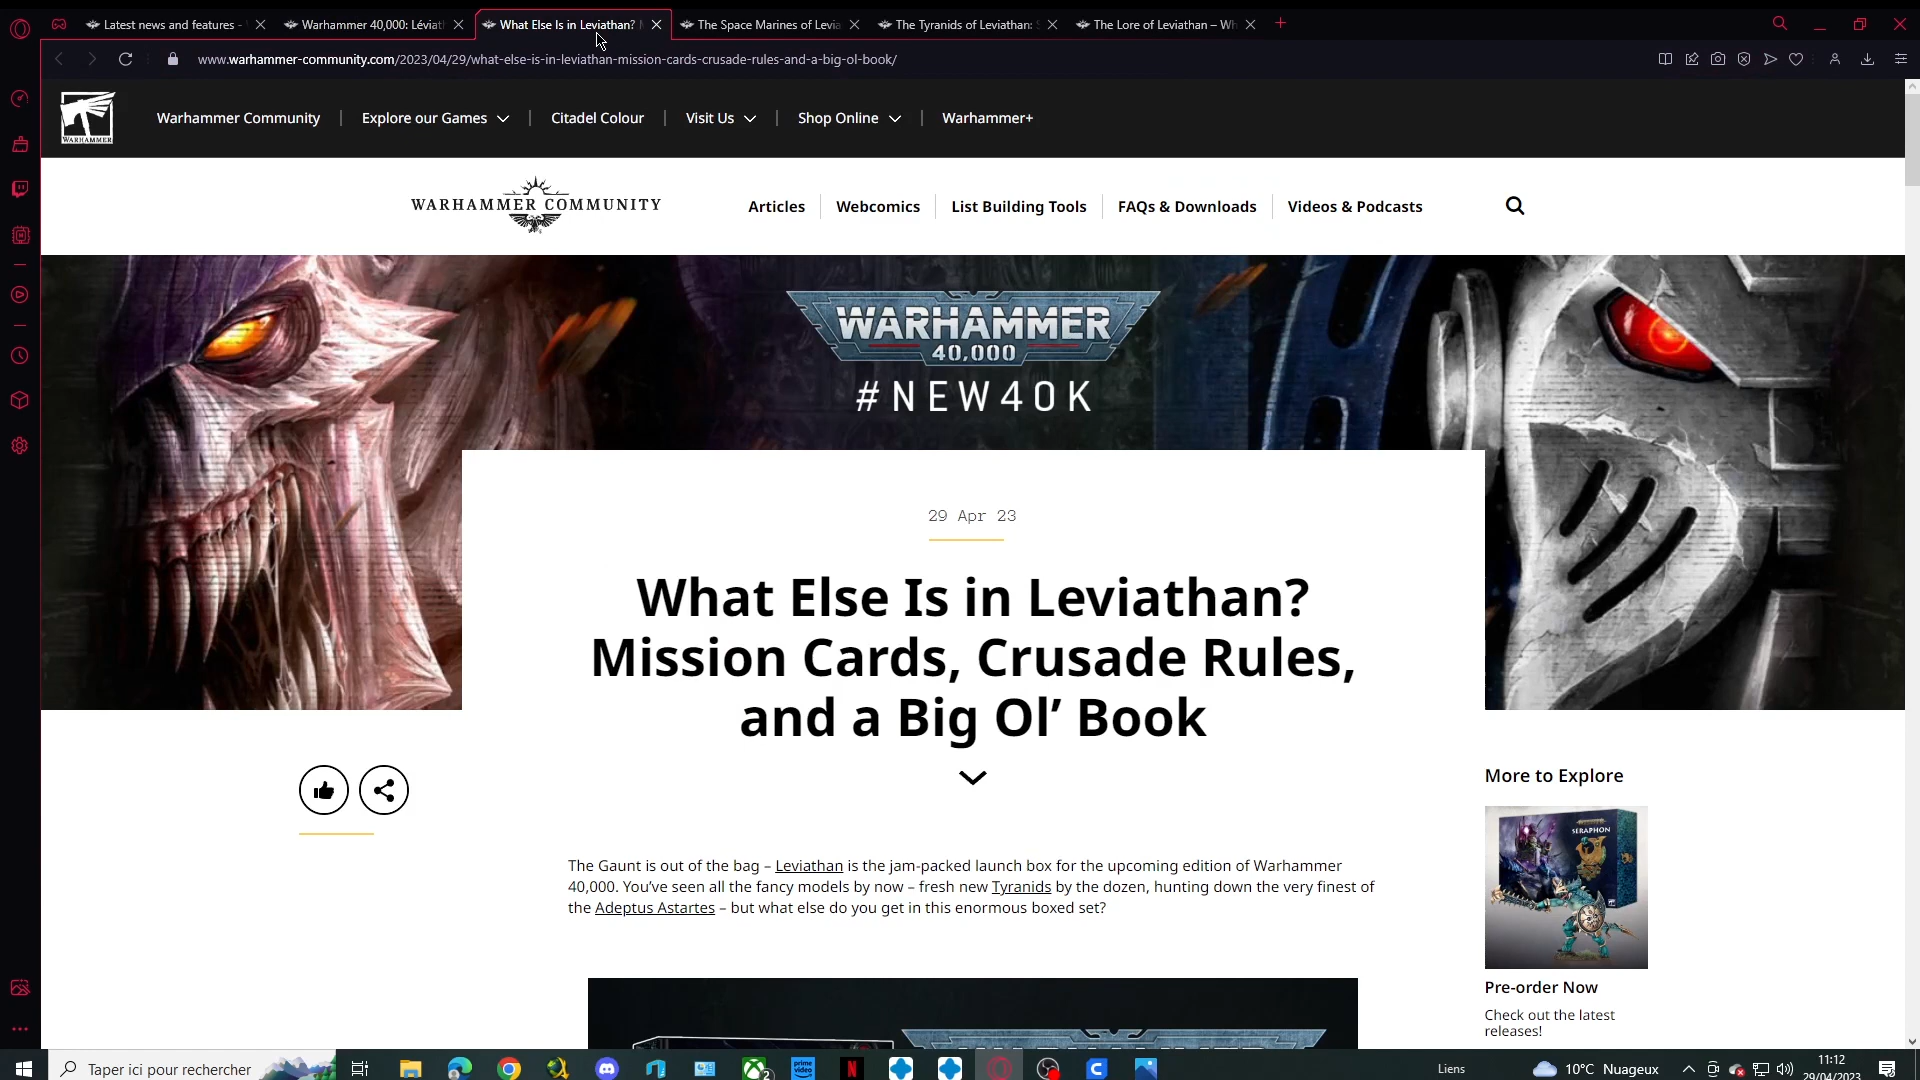 Latest news and features -
Warhammer 40,000: Léviat
What Else Is in Leviathan?
The Space Marines of Levia
The Tyranids of Leviathan:
The Lore of Leviathan – Wh
www.warhammer-community.com/2023/04/29/what-else-is-in-leviathan-mission-cards-crusade-rules-and-a-big-ol-book/
WARHAMMER
Warhammer Community
Explore our Games
Citadel Colour
Visit Us
Shop Online
Warhammer+
WARHAMMER COMMUNITY
Articles
Webcomics
List Building Tools
FAQs & Downloads
Videos & Podcasts
WARHAMMER
40,000
#NEW40K
29 Apr 23
What Else Is in Leviathan?
Mission Cards, Crusade Rules,
and a Big Ol’ Book
The Gaunt is out of the bag – Leviathan is the jam-packed launch box for the upcoming edition of Warhammer
40,000. You’ve seen all the fancy models by now – fresh new Tyranids by the dozen, hunting down the very finest of
the Adeptus Astartes – but what else do you get in this enormous boxed set?
More to Explore
SERAPHON
Pre-order Now
Check out the latest
releases!
Taper ici pour rechercher
2
prime video
Liens
10°C Nuageux
11:12
29/04/2023